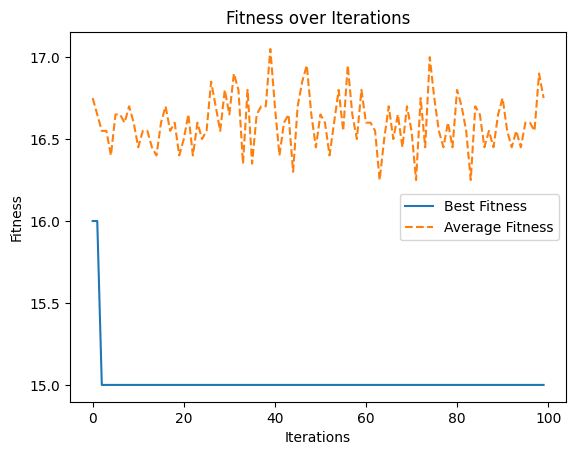 Fitness over Iterations
Fitness
17.0
16.5
16.0
15.5
15.0
Best Fitness
Average Fitness
0 20 40 60 80 100
Iterations